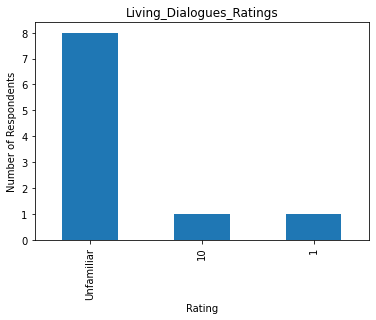 Living_Dialogues_Ratings
Number of Respondents
8
7
6
5
4
3
2
1
0
Unfamiliar
10
1
Rating